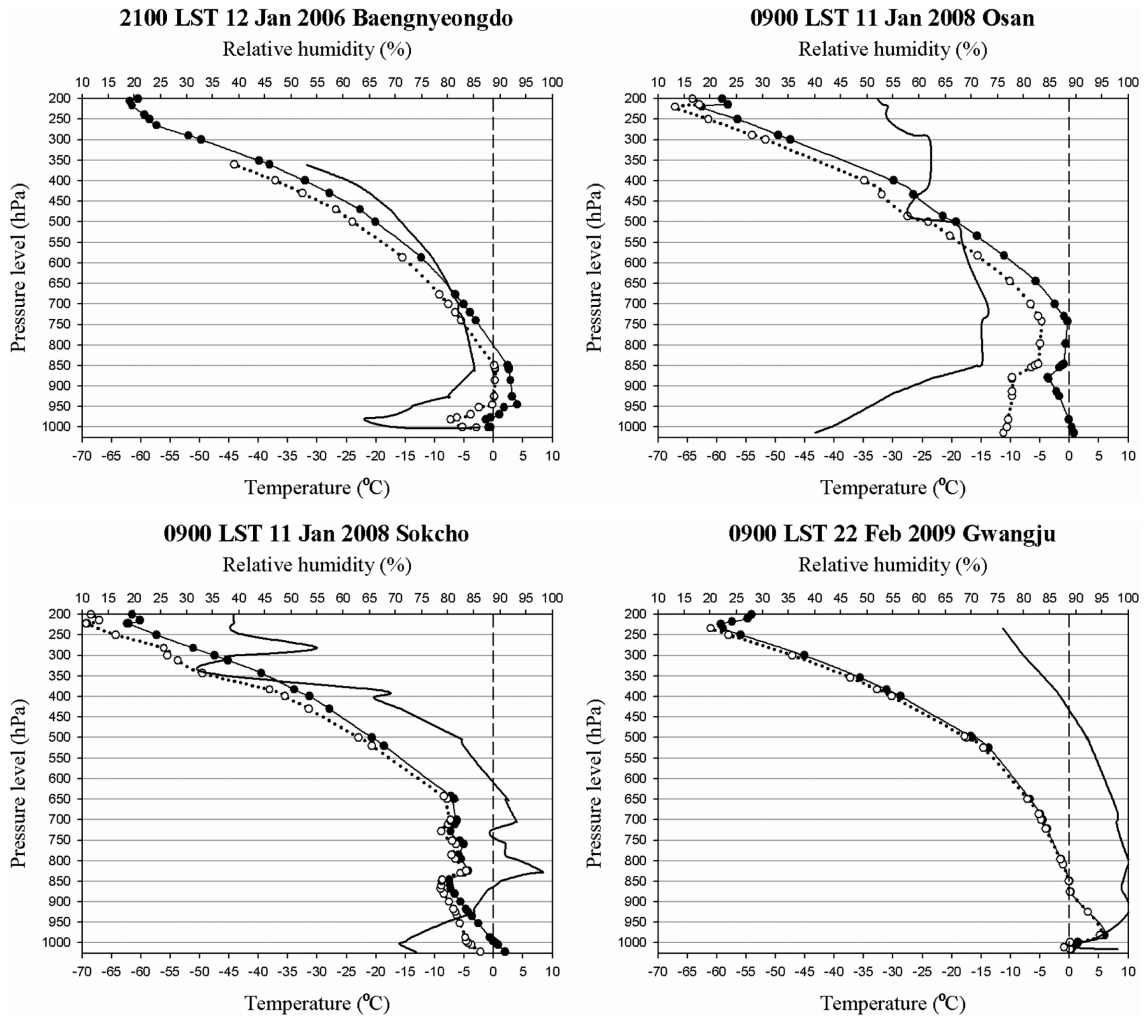 2100 LST 12 Jan 2006 Baengnyeongdo
Relative humidity (%)
10 15 20 25 30 35 40 45 50 55 60 65 70 75 80 85 90 95 100
Pressure level (hPa)
200
250
300
350
400
450
500
550
600
650
700
750
800
850
900
950
1000
-70 -65 -60 -55 -50 -45 -40 -35 -30 -25 -20 -15 -10 -5 0 5 10
Temperature (°C)
0900 LST 11 Jan 2008 Osan
Relative humidity (%)
10 15 20 25 30 35 40 45 50 55 60 65 70 75 80 85 90 95 100
Pressure level (hPa)
200
250
300
350
400
450
500
550
600
650
700
750
800
850
900
950
1000
-70 -65 -60 -55 -50 -45 -40 -35 -30 -25 -20 -15 -10 -5 0 5 10
Temperature (°C)
0900 LST 11 Jan 2008 Sokcho
Relative humidity (%)
10 15 20 25 30 35 40 45 50 55 60 65 70 75 80 85 90 95 100
Pressure level (hPa)
200
250
300
350
400
450
500
550
600
650
700
750
800
850
900
950
1000
-70 -65 -60 -55 -50 -45 -40 -35 -30 -25 -20 -15 -10 -5 0 5 10
Temperature (°C)
0900 LST 22 Feb 2009 Gwangju
Relative humidity (%)
10 15 20 25 30 35 40 45 50 55 60 65 70 75 80 85 90 95 100
Pressure level (hPa)
200
250
300
350
400
450
500
550
600
650
700
750
800
850
900
950
1000
-70 -65 -60 -55 -50 -45 -40 -35 -30 -25 -20 -15 -10 -5 0 5 10
Temperature (°C)